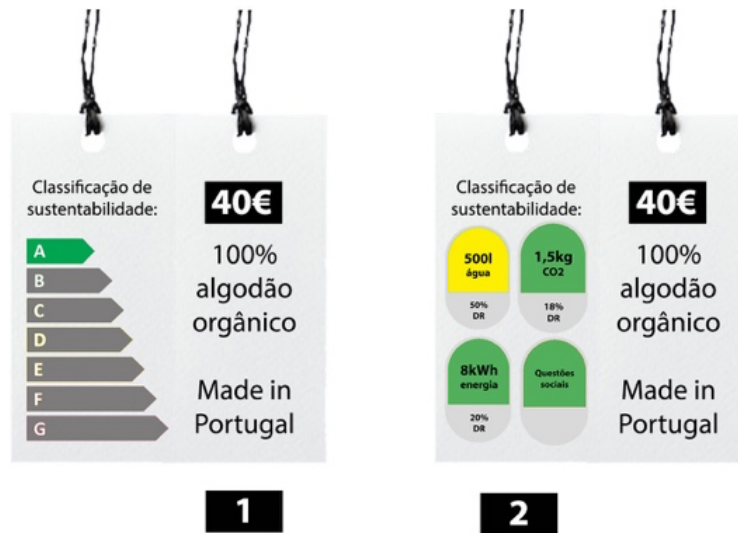 Classificação de
sustentabilidade:
A
B
C
D
E
F
G
40€
100%
algodão
orgânico
Made in
Portugal
1
Classificação de
sustentabilidade:
500l
água
50%
DR
1,5kg
CO2
18%
DR
8kWh
energia
20%
DR
Questões
sociais
40€
100%
algodão
orgânico
Made in
Portugal
2